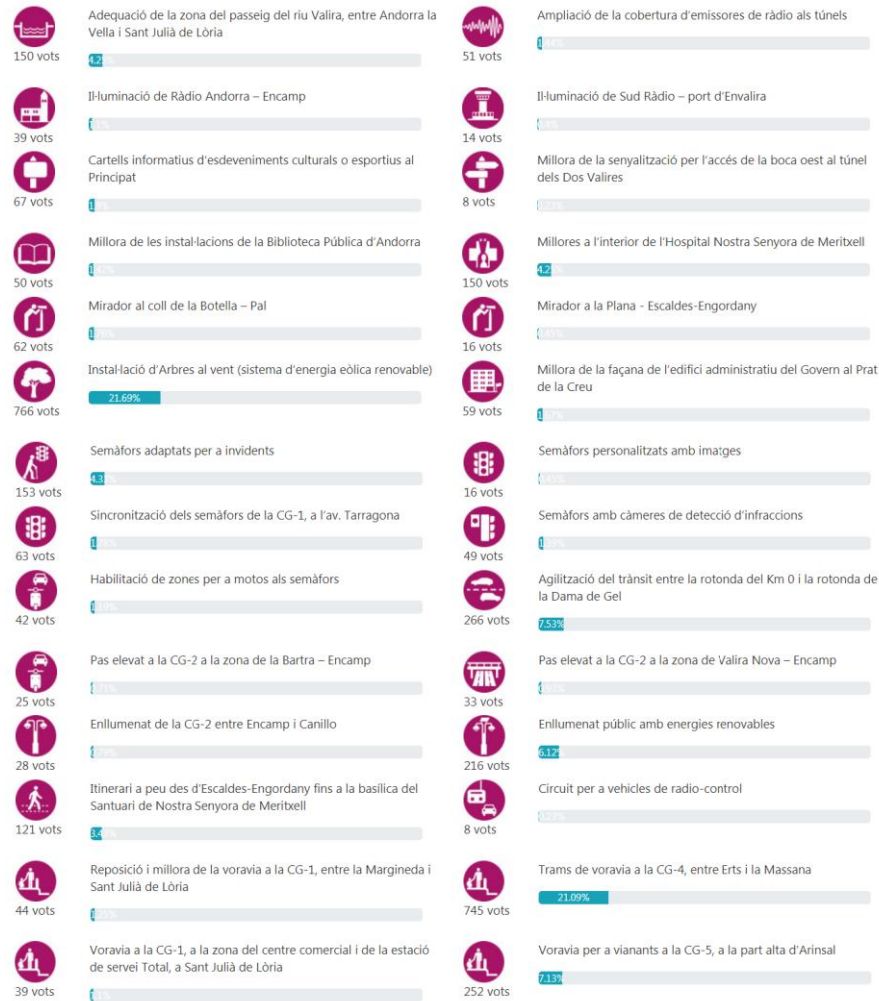 Adequació de la zona del passeig del riu Valira, entre Andorra la
Vella i Sant Julià de Lòria
150 vots
Ampliació de la cobertura d'emissores de ràdio als túnels
51 vots
Il·luminació de Ràdio Andorra – Encamp
39 vots
Il·luminació de Sud Ràdio – port d'Envalira
14 vots
Cartells informatius d'esdeveniments culturals o esportius al
Principat
67 vots
Millora de la senyalització per l'accés de la boca oest al túnel
dels Dos Valires
8 vots
Millora de les instal·lacions de la Biblioteca Pública d'Andorra
50 vots
Millores a l'interior de l'Hospital Nostra Senyora de Meritxell
150 vots
Mirador al coll de la Botella – Pal
62 vots
Mirador a la Plana - Escaldes-Engordany
16 vots
Instal·lació d'Arbres al vent (sistema d'energia eòlica renovable)
21.69%
766 vots
Millora de la façana de l'edifici administratiu del Govern al Prat
de la Creu
59 vots
Semàfors adaptats per a invidents
153 vots
Semàfors personalitzats amb imatges
16 vots
Sincronització dels semàfors de la CG-1, a l'av. Tarragona
63 vots
Semàfors amb càmeres de detecció d'infraccions
49 vots
Habilitació de zones per a motos als semàfors
42 vots
Agilització del trànsit entre la rotonda del Km 0 i la rotonda de
la Dama de Gel
266 vots
7.53%
Pas elevat a la CG-2 a la zona de la Bartra – Encamp
25 vots
Pas elevat a la CG-2 a la zona de Valira Nova – Encamp
33 vots
Enllumenat de la CG-2 entre Encamp i Canillo
28 vots
Enllumenat públic amb energies renovables
6.12%
216 vots
Itinerari a peu des d'Escaldes-Engordany fins a la basílica del
Santuari de Nostra Senyora de Meritxell
121 vots
Circuit per a vehicles de radio-control
8 vots
Reposició i millora de la voravia a la CG-1, entre la Margineda i
Sant Julià de Lòria
44 vots
Trams de voravia a la CG-4, entre Erts i la Massana
21.09%
745 vots
Voravia a la CG-1, a la zona del centre comercial i de la estació
de servei Total, a Sant Julià de Lòria
39 vots
Voravia per a vianants a la CG-5, a la part alta d'Arinsal
7.13%
252 vots